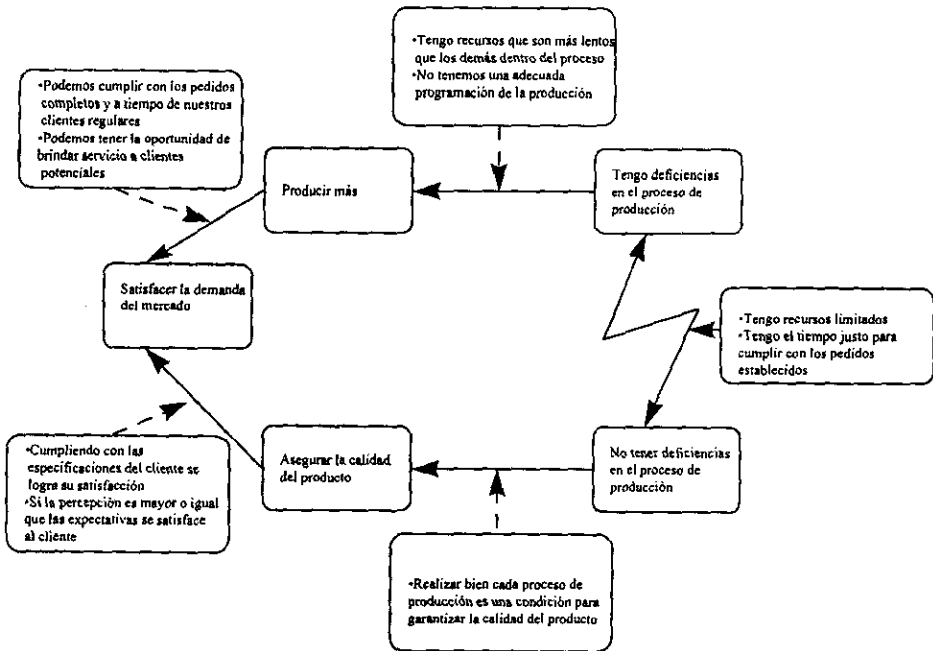 •Tengo recursos que son más lentos
que los demás dentro del proceso
•No tenemos una adecuada
programación de la producción
•Podemos cumplir con los pedidos
completos y a tiempo de nuestros
clientes regulares
•Podemos tener la oportunidad de
brindar servicio a clientes
potenciales
Producir más
Tengo deficiencias
en el proceso de
producción
Satisfacer la demanda
del mercado
•Tengo recursos limitados
•Tengo el tiempo justo para
cumplir con los pedidos
establecidos
•Cumpliendo con las
especificaciones del cliente se
logra su satisfacción
•Si la percepción es mayor o igual
que las expectativas se satisface
al cliente
Asegurar la calidad
del producto
No tener deficiencias
en el proceso de
producción
•Realizar bien cada proceso de
producción es una condición para
garantizar la calidad del producto